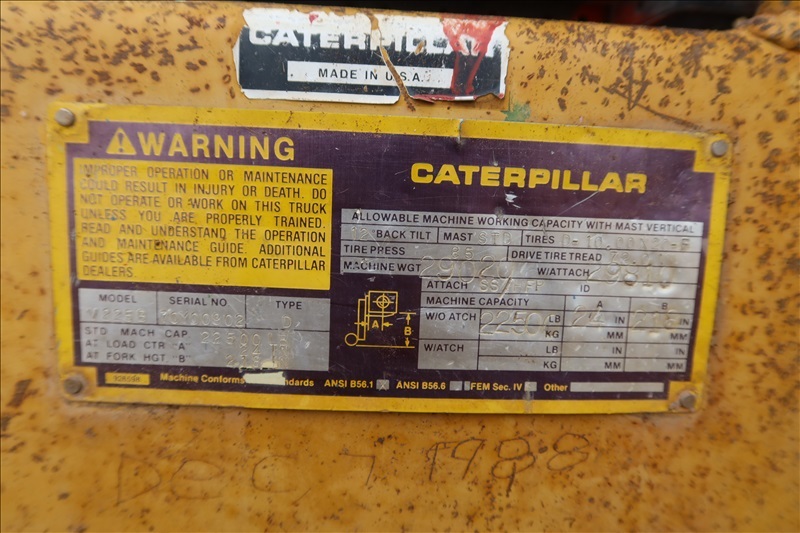 CATERPILLAR
MADE IN U.S.A.
WARNING
IMPROPER OPERATION OR MAINTENANCE
COULD RESULT IN INJURY OR DEATH. DO
NOT OPERATE OR WORK ON THIS TRUCK
UNLESS YOU ARE PROPERLY TRAINED.
READ AND UNDERSTAND THE OPERATION
AND MAINTENANCE GUIDE. ADDITIONAL
GUIDES ARE AVAILABLE FROM CATERPILLAR
DEALERS.
MODEL SERIAL NO TYPE
D
STD MACH CAP
AT LOAD CTR A
AT FORK HGT B
CATERPILLAR
ALLOWABLE MACHINE WORKING CAPACITY WITH MAST VERTICAL
BACK TILT MAST STD TIRES
TIRE PRESS DRIVE TIRE TREAD
MACHINE WGT W/ATTACH 29810
ATTACH ID
MACHINE CAPACITY A B
W/O ATCH LB 24 IN IN
KG MM MM
W/ATCH LB IN IN
KG MM MM
A
B
Machine Conforms ANSI B56.1 X ANSI B56.6 FEM Sec. IV Other
DEC 7 1988